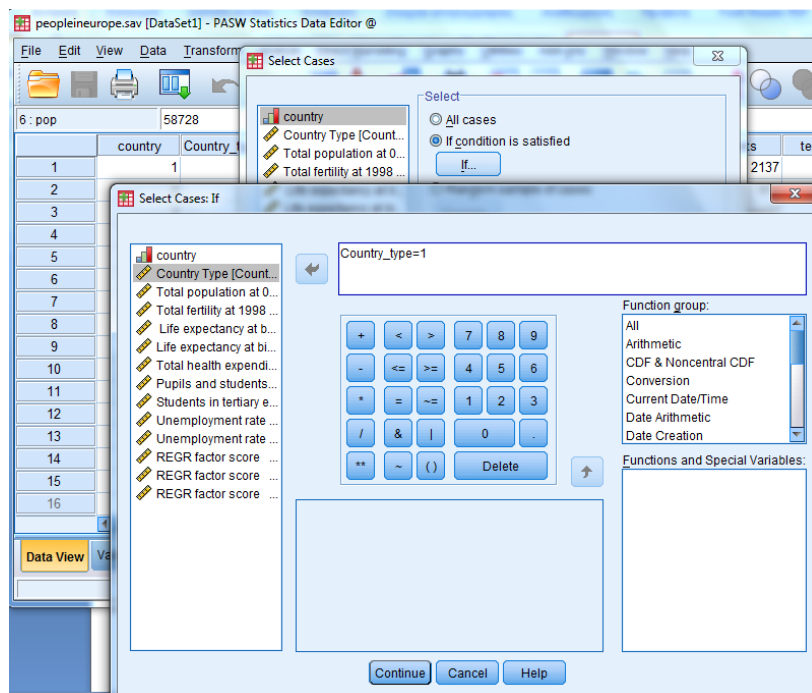 peopleineurope.sav [DataSet1] - PASW Statistics Data Editor @
File Edit View Data Transform
Select Cases
6 : pop 58728
country
Country Type [Count...
Total population at 0...
Total fertility at 1998 ...
Select
All cases
If condition is satisfied
If...
country Country_t
1 1 2137
2
3
4
5
6
7
8
9
10
11
12
13
14
15
16
Data View
Select Cases: If
country
Country Type [Count...
Total population at 0...
Total fertility at 1998 ...
Life expectancy at b...
Life expectancy at bi...
Total health expendi...
Pupils and students...
Students in tertiary e...
Unemployment rate ...
Unemployment rate ...
REGR factor score ...
REGR factor score ...
REGR factor score ...
Country_type=1
+ < > 7 8 9
- <= >= 4 5 6
* = ~= 1 2 3
/ & | 0 .
** ~ ( ) Delete
Function group:
All
Arithmetic
CDF & Noncentral CDF
Conversion
Current Date/Time
Date Arithmetic
Date Creation
Functions and Special Variables:
Continue Cancel Help